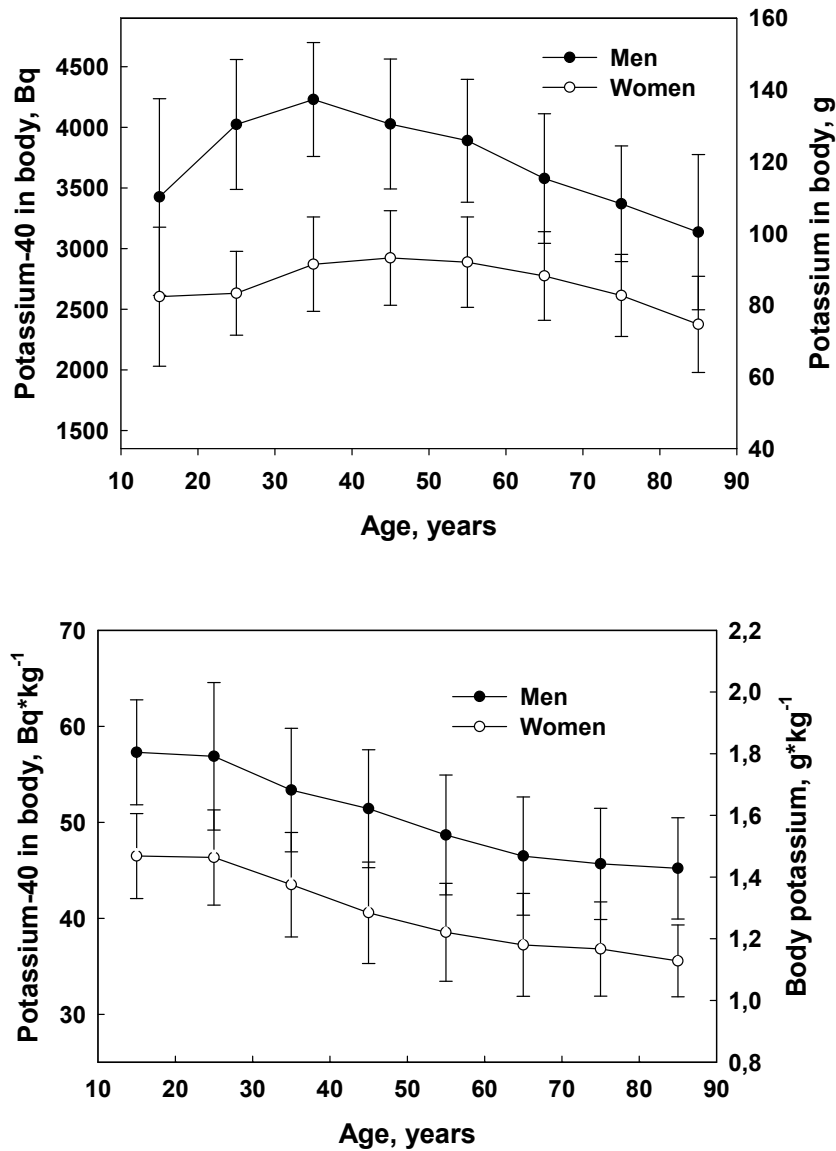 Potassium-40 in body, Bq
4500
4000
3500
3000
2500
2000
1500
Men
Women
160
140
120
100
80
60
40
Potassium in body, g
10 20 30 40 50 60 70 80 90
Age, years
Potassium-40 in body, Bq*kg⁻¹
70
60
50
40
30
Men
Women
2,2
2,0
1,8
1,6
1,4
1,2
1,0
0,8
Body potassium, g*kg⁻¹
10 20 30 40 50 60 70 80 90
Age, years